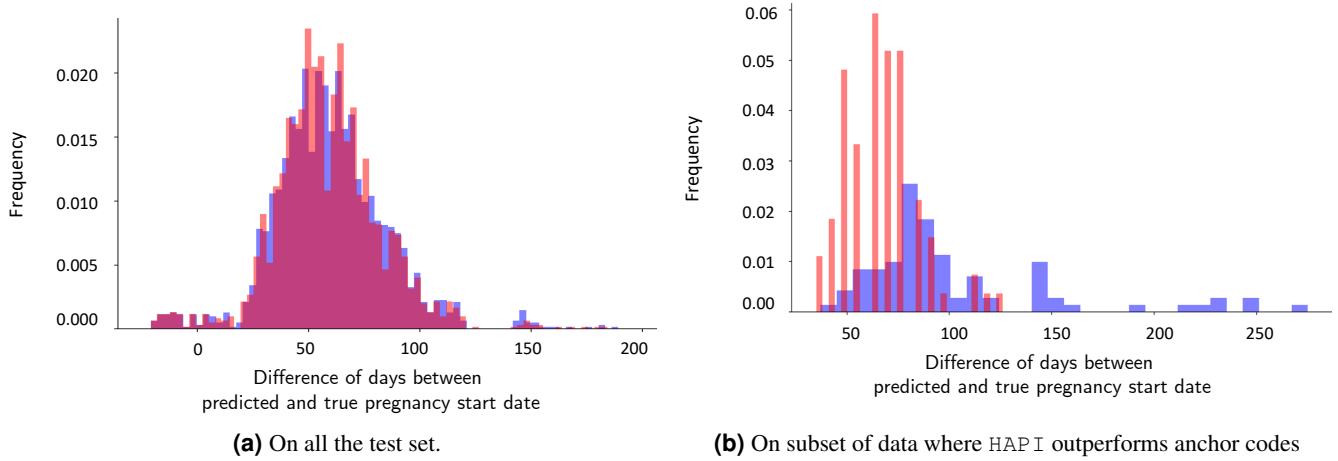 0.020
0.015
0.010
0.005
0.000
Frequency
0 50 100 150 200
Difference of days between
predicted and true pregnancy start date
(a) On all the test set.
0.06
0.05
0.04
0.03
0.02
0.01
0.00
Frequency
50 100 150 200 250
Difference of days between
predicted and true pregnancy start date
(b) On subset of data where HAPI outperforms anchor codes